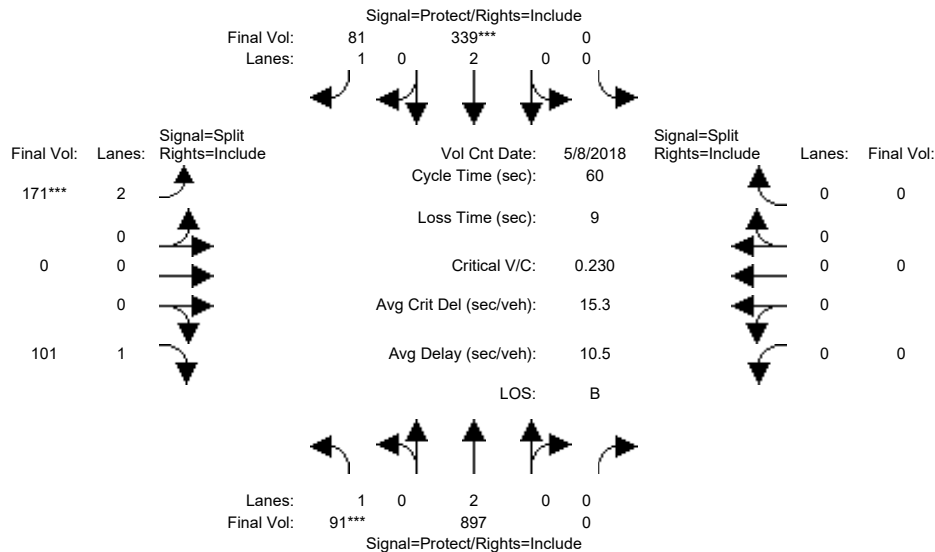 Signal=Protect/Rights=Include
Final Vol: 81 339*** 0
Lanes: 1 0 2 0 0
Signal=Split
Final Vol: Lanes: Rights=Include
Vol Cnt Date: 5/8/2018
Signal=Split
Rights=Include Lanes: Final Vol:
Cycle Time (sec): 60
171*** 2
0 0
Loss Time (sec): 9
0
0
0 0
Critical V/C: 0.230
0 0
0
Avg Crit Del (sec/veh): 15.3
0
101 1
Avg Delay (sec/veh): 10.5
0 0
LOS: B
Lanes: 1 0 2 0 0
Final Vol: 91*** 897 0
Signal=Protect/Rights=Include